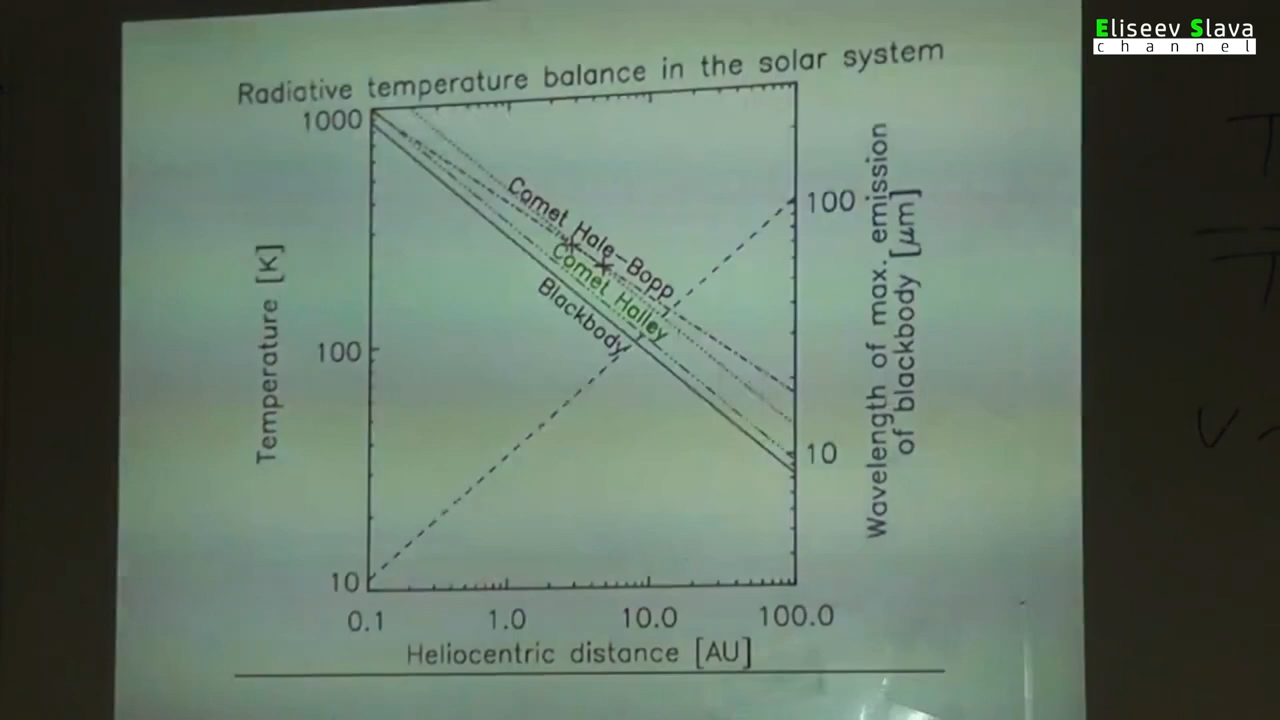 Eliseev Slava
channel
Radiative temperature balance in the solar system
1000
100
10
Temperature [K]
Comet Hale-Bopp
Comet Halley
Blackbody
100
10
Wavelength of max. emission
of blackbody [μm]
0.1 1.0 10.0 100.0
Heliocentric distance [AU]